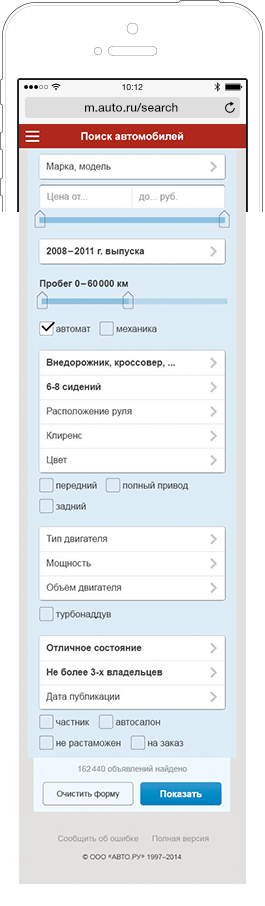 10:12
m.auto.ru/search
Поиск автомобилей
Марка, модель
Цена от... до... руб.
2008–2011 г. выпуска
Пробег 0–60 000 км
автомат механика
Внедорожник, кроссовер, ...
6-8 сидений
Расположение руля
Клиренс
Цвет
передний полный привод
задний
Тип двигателя
Мощность
Объём двигателя
турбонаддув
Отличное состояние
Не более 3-х владельцев
Дата публикации
частник автосалон
не растаможен на заказ
162 440 объявлений найдено
Очистить форму Показать
Сообщить об ошибке Полная версия
© ООО «АВТО.РУ» 1997–2014